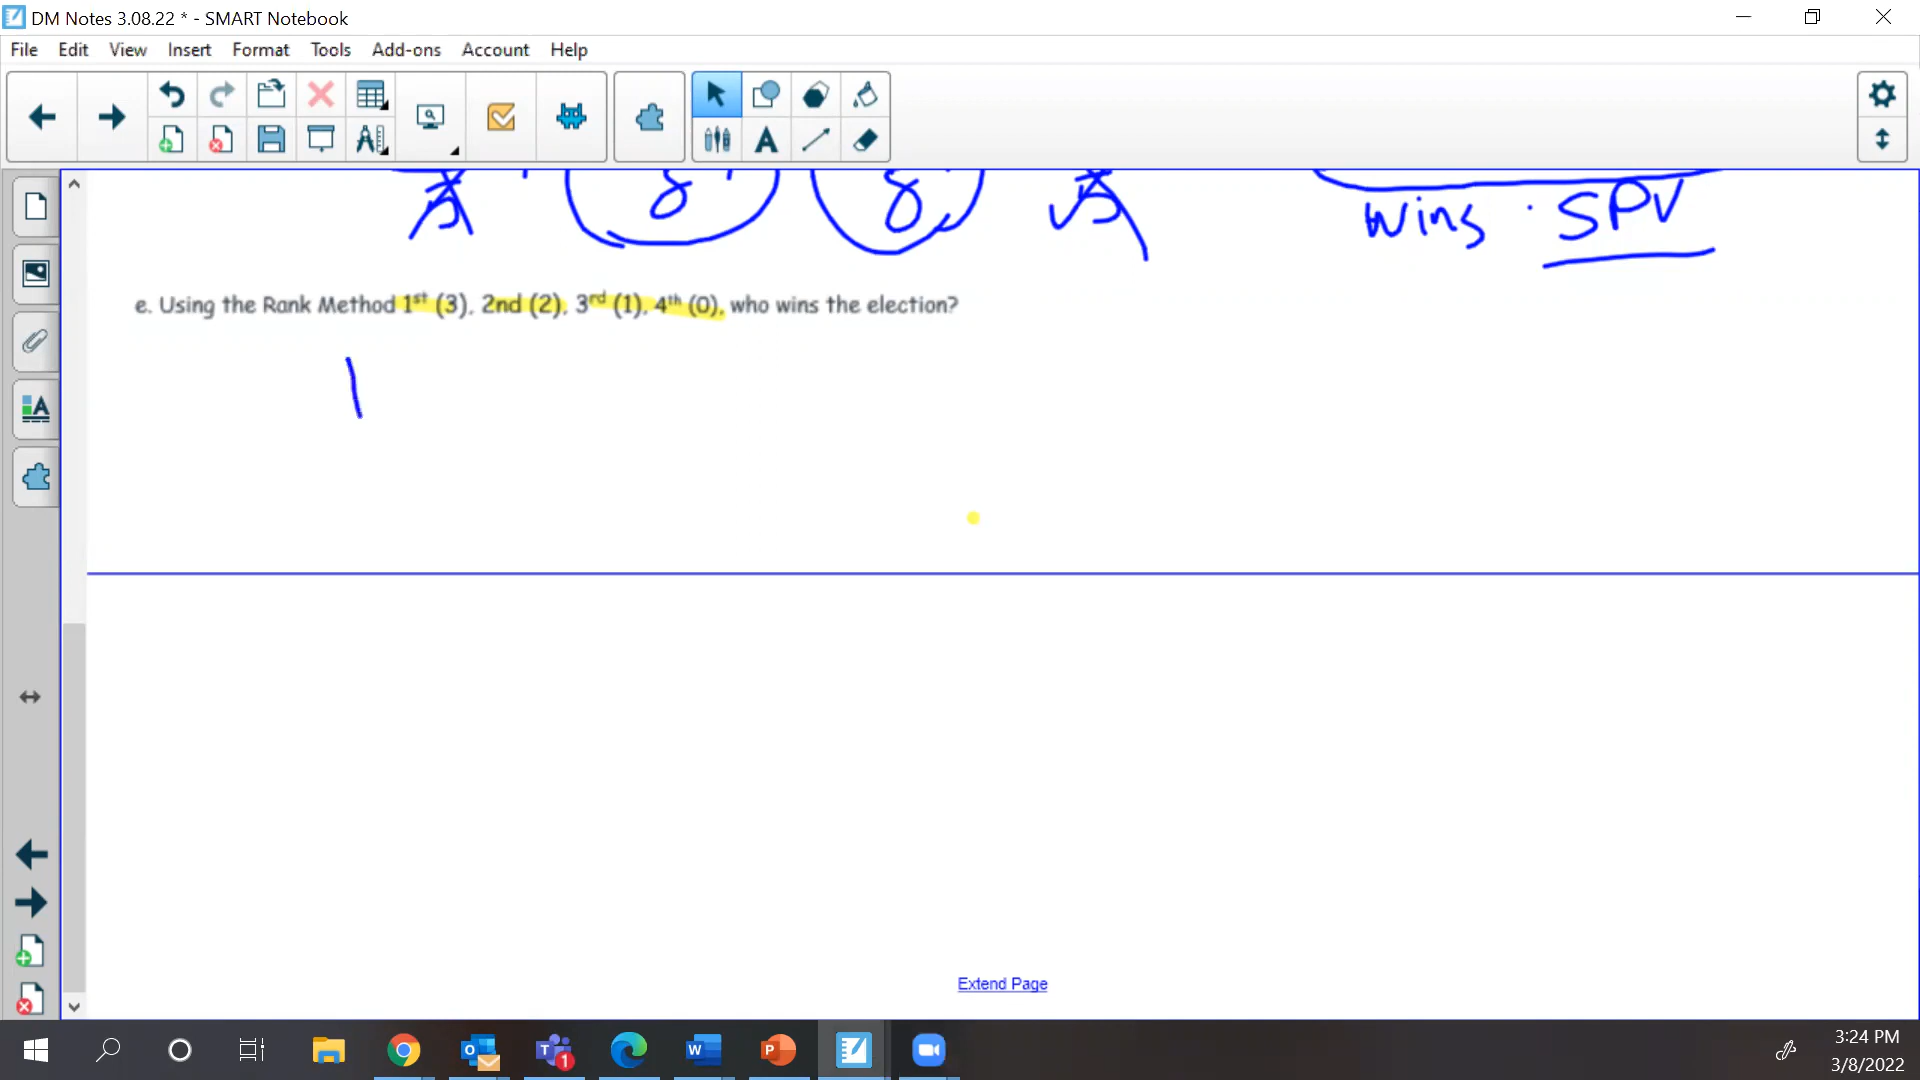 DM Notes 3.08.22 * - SMART Notebook
File Edit View Insert Format Tools Add-ons Account Help
wins . SPV
e. Using the Rank Method 1st (3), 2nd (2), 3rd (1), 4th (0), who wins the election?
Extend Page
3:24 PM
3/8/2022